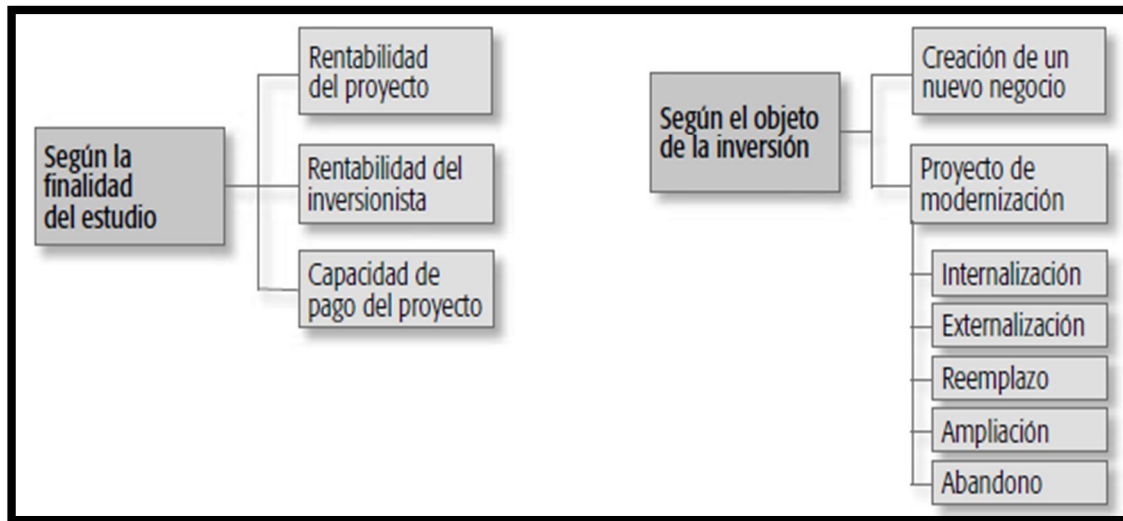 Según la
finalidad
del estudio
Rentabilidad
del proyecto
Rentabilidad del
inversionista
Capacidad de
pago del proyecto
Según el objeto
de la inversión
Creación de un
nuevo negocio
Proyecto de
modernización
Internalización
Externalización
Reemplazo
Ampliación
Abandono